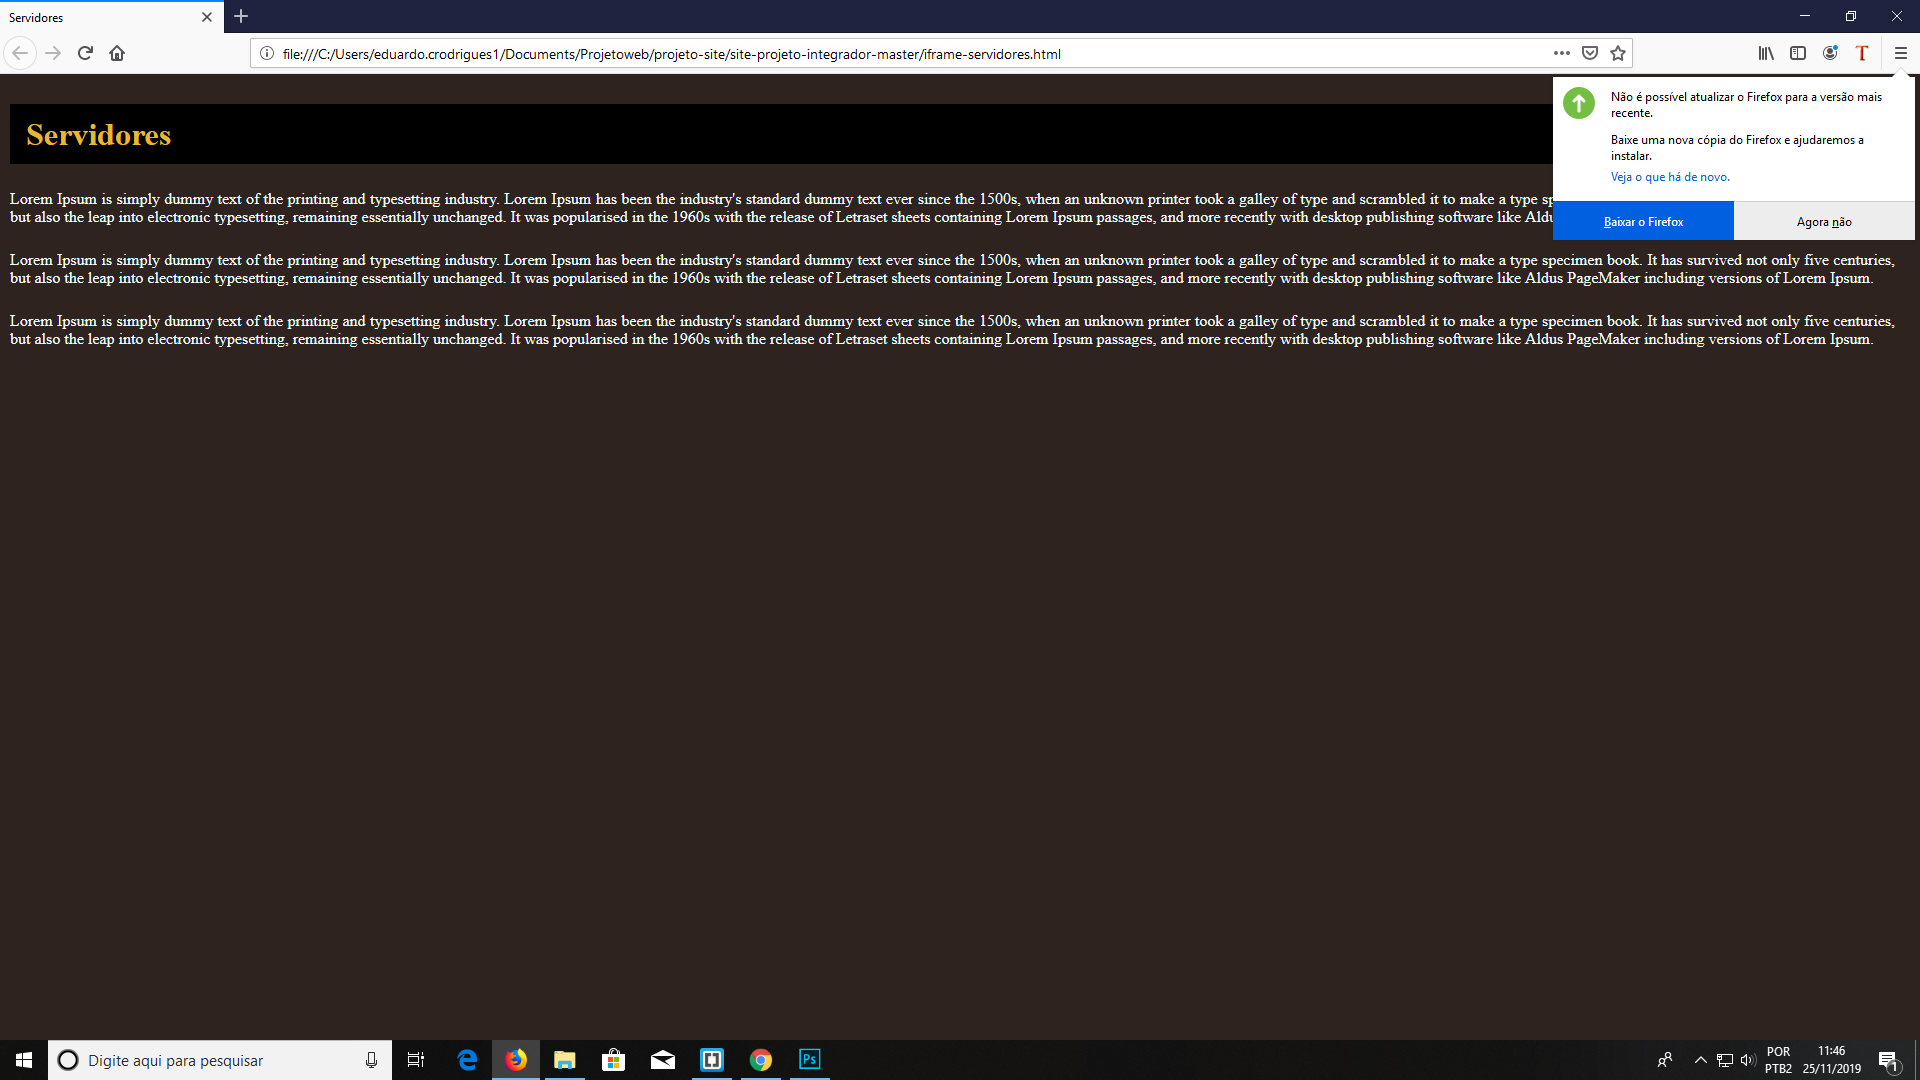 Servidores
file:///C:/Users/eduardo.crodrigues1/Documents/Projetoweb/projeto-site/site-projeto-integrador-master/iframe-servidores.html
T
Não é possível atualizar o Firefox para a versão mais
recente.
Baixe uma nova cópia do Firefox e ajudaremos a
instalar.
Veja o que há de novo.
Baixar o Firefox
Agora não
Servidores
Lorem Ipsum is simply dummy text of the printing and typesetting industry. Lorem Ipsum has been the industry's standard dummy text ever since the 1500s, when an unknown printer took a galley of type and scrambled it to make a type
but also the leap into electronic typesetting, remaining essentially unchanged. It was popularised in the 1960s with the release of Letraset sheets containing Lorem Ipsum passages, and more recently with desktop publishing software like
Lorem Ipsum is simply dummy text of the printing and typesetting industry. Lorem Ipsum has been the industry's standard dummy text ever since the 1500s, when an unknown printer took a galley of type and scrambled it to make a type specimen book. It has survived not only five centuries,
but also the leap into electronic typesetting, remaining essentially unchanged. It was popularised in the 1960s with the release of Letraset sheets containing Lorem Ipsum passages, and more recently with desktop publishing software like Aldus PageMaker including versions of Lorem Ipsum.
Lorem Ipsum is simply dummy text of the printing and typesetting industry. Lorem Ipsum has been the industry's standard dummy text ever since the 1500s, when an unknown printer took a galley of type and scrambled it to make a type specimen book. It has survived not only five centuries,
but also the leap into electronic typesetting, remaining essentially unchanged. It was popularised in the 1960s with the release of Letraset sheets containing Lorem Ipsum passages, and more recently with desktop publishing software like Aldus PageMaker including versions of Lorem Ipsum.
Digite aqui para pesquisar
Ps
POR
PTB2
11:46
25/11/2019
1